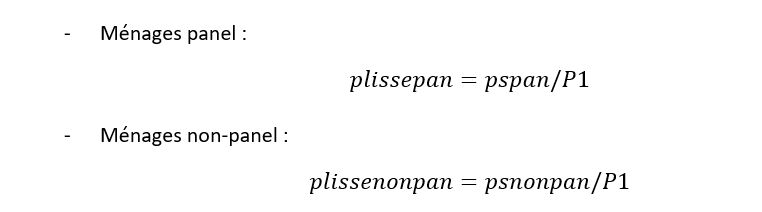 - Ménages panel :
plissepan = pspan/P1
- Ménages non-panel :
plissenonpan = psnonpan/P1